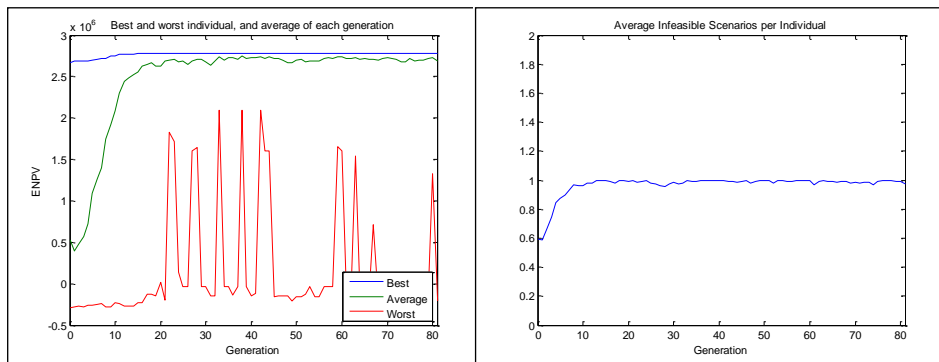 Best and worst individual, and average of each generation
x 10^6
3
2.5
2
1.5
1
0.5
0
-0.5
ENPV
0 10 20 30 40 50 60 70 80
Generation
Best
Average
Worst
Average Infeasible Scenarios per Individual
2
1.8
1.6
1.4
1.2
1
0.8
0.6
0.4
0.2
0
0 10 20 30 40 50 60 70 80
Generation